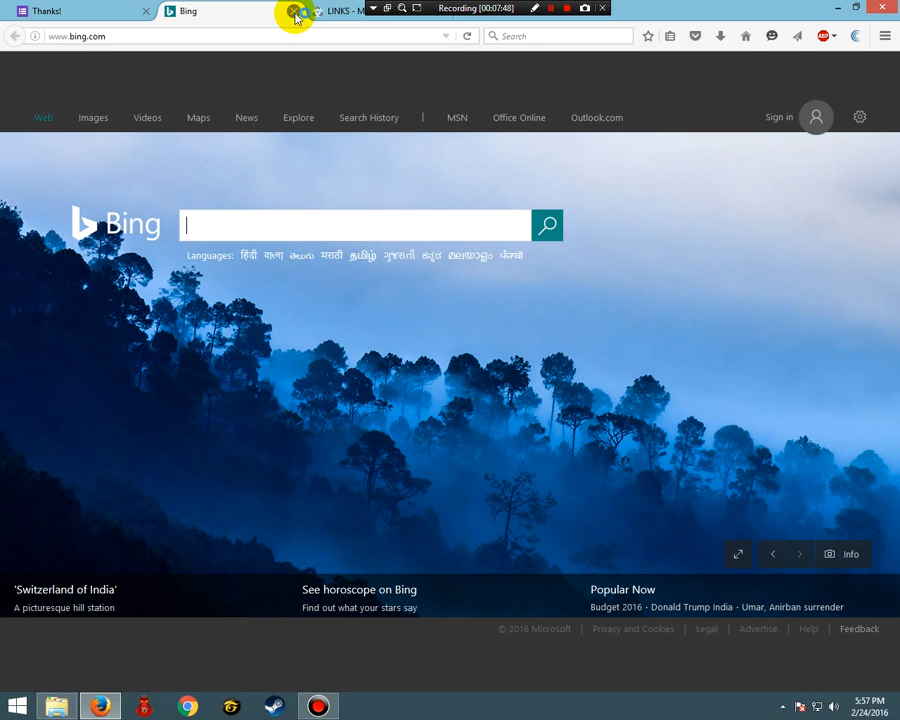 Thanks!
Bing
LINKS - M
Recording [00:07:48]
www.bing.com
Search
ABP
Web Images Videos Maps News Explore Search History | MSN Office Online Outlook.com
Sign in
Bing
Languages: हिंदी বাংলা తెలుగు मराठी தமிழ் ગુજરાતી ಕನ್ನಡ മലയാളം ਪੰਜਾਬੀ
Info
'Switzerland of India'
A picturesque hill station
See horoscope on Bing
Find out what your stars say
Popular Now
Budget 2016 · Donald Trump India · Umar, Anirban surrender
© 2016 Microsoft | Privacy and Cookies | Legal | Advertise | Help | Feedback
5:57 PM
2/24/2016